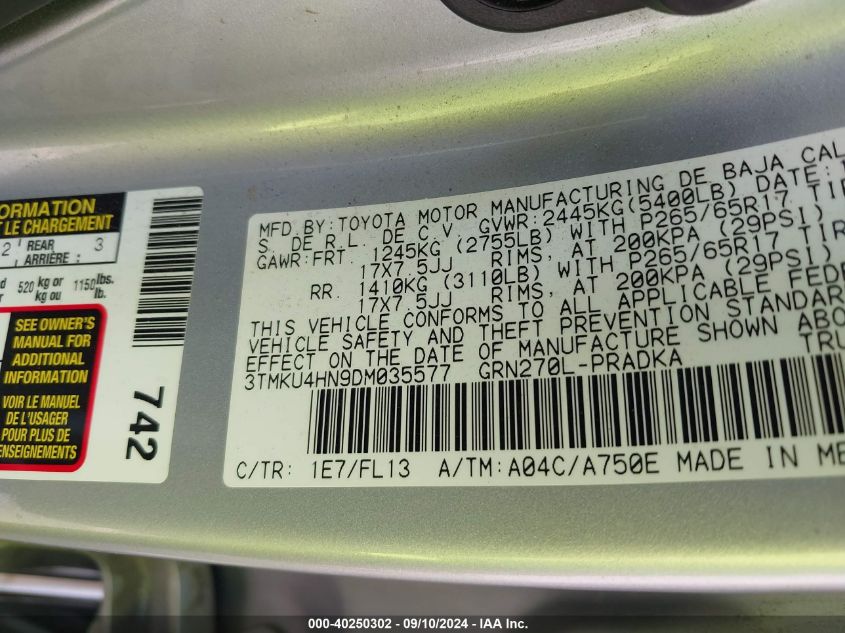 FORMATION
T LE CHARGEMENT
2 REAR 3
ARRIÈRE:
520 kg or 1150 lbs.
kg ou lb.
SEE OWNER'S
MANUAL FOR
ADDITIONAL
INFORMATION
VOIR LE MANUEL
DE L'USAGER
POUR PLUS DE
ENSEIGNEMENTS
742
MFD.BY:TOYOTA MOTOR MANUFACTURING DE BAJA CAL
S. DE R.L. DE C.V. GVWR:2445KG(5400LB) DATE:
GAWR:FRT. 1245KG (2755LB) WITH P265/65R17 TIR
17X7.5JJ RIMS, AT 200KPA (29PSI)
RR. 1410KG (3110LB) WITH P265/65R17 TIR
17X7.5JJ RIMS, AT 200KPA (29PSI)
THIS VEHICLE CONFORMS TO ALL APPLICABLE FEDE
VEHICLE SAFETY AND THEFT PREVENTION STANDAR
EFFECT ON THE DATE OF MANUFACTURE SHOWN ABO
3TMKU4HN9DM035577 GRN270L-PRADKA TRU
C/TR: 1E7/FL13 A/TM:A04C/A750E MADE IN ME
000-40250302 - 09/10/2024 - IAA Inc.